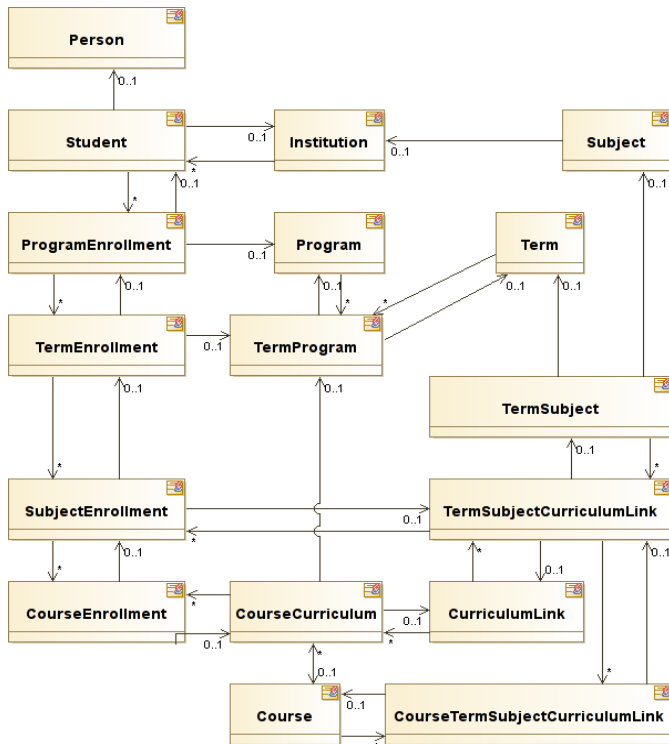 Person
0..1
Student
0..1
Institution
0..1
Subject
*
*
0..1
0..1
ProgramEnrollment
0..1
Program
Term
*
0..1
0..1
*
*
0..1
0..1
TermEnrollment
0..1
TermProgram
0..1
TermSubject
*
0..1
*
SubjectEnrollment
0..1
*
TermSubjectCurriculumLink
*
0..1
*
0..1
0..1
CourseEnrollment
*
0..1
CourseCurriculum
0..1
*
CurriculumLink
*
0..1
*
Course
0..1
CourseTermSubjectCurriculumLink